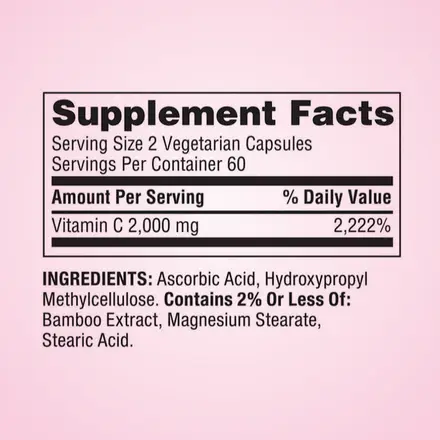 Supplement Facts
Serving Size 2 Vegetarian Capsules
Servings Per Container 60
Amount Per Serving % Daily Value
Vitamin C 2,000 mg 2,222%
INGREDIENTS: Ascorbic Acid, Hydroxypropyl
Methylcellulose. Contains 2% Or Less Of:
Bamboo Extract, Magnesium Stearate,
Stearic Acid.